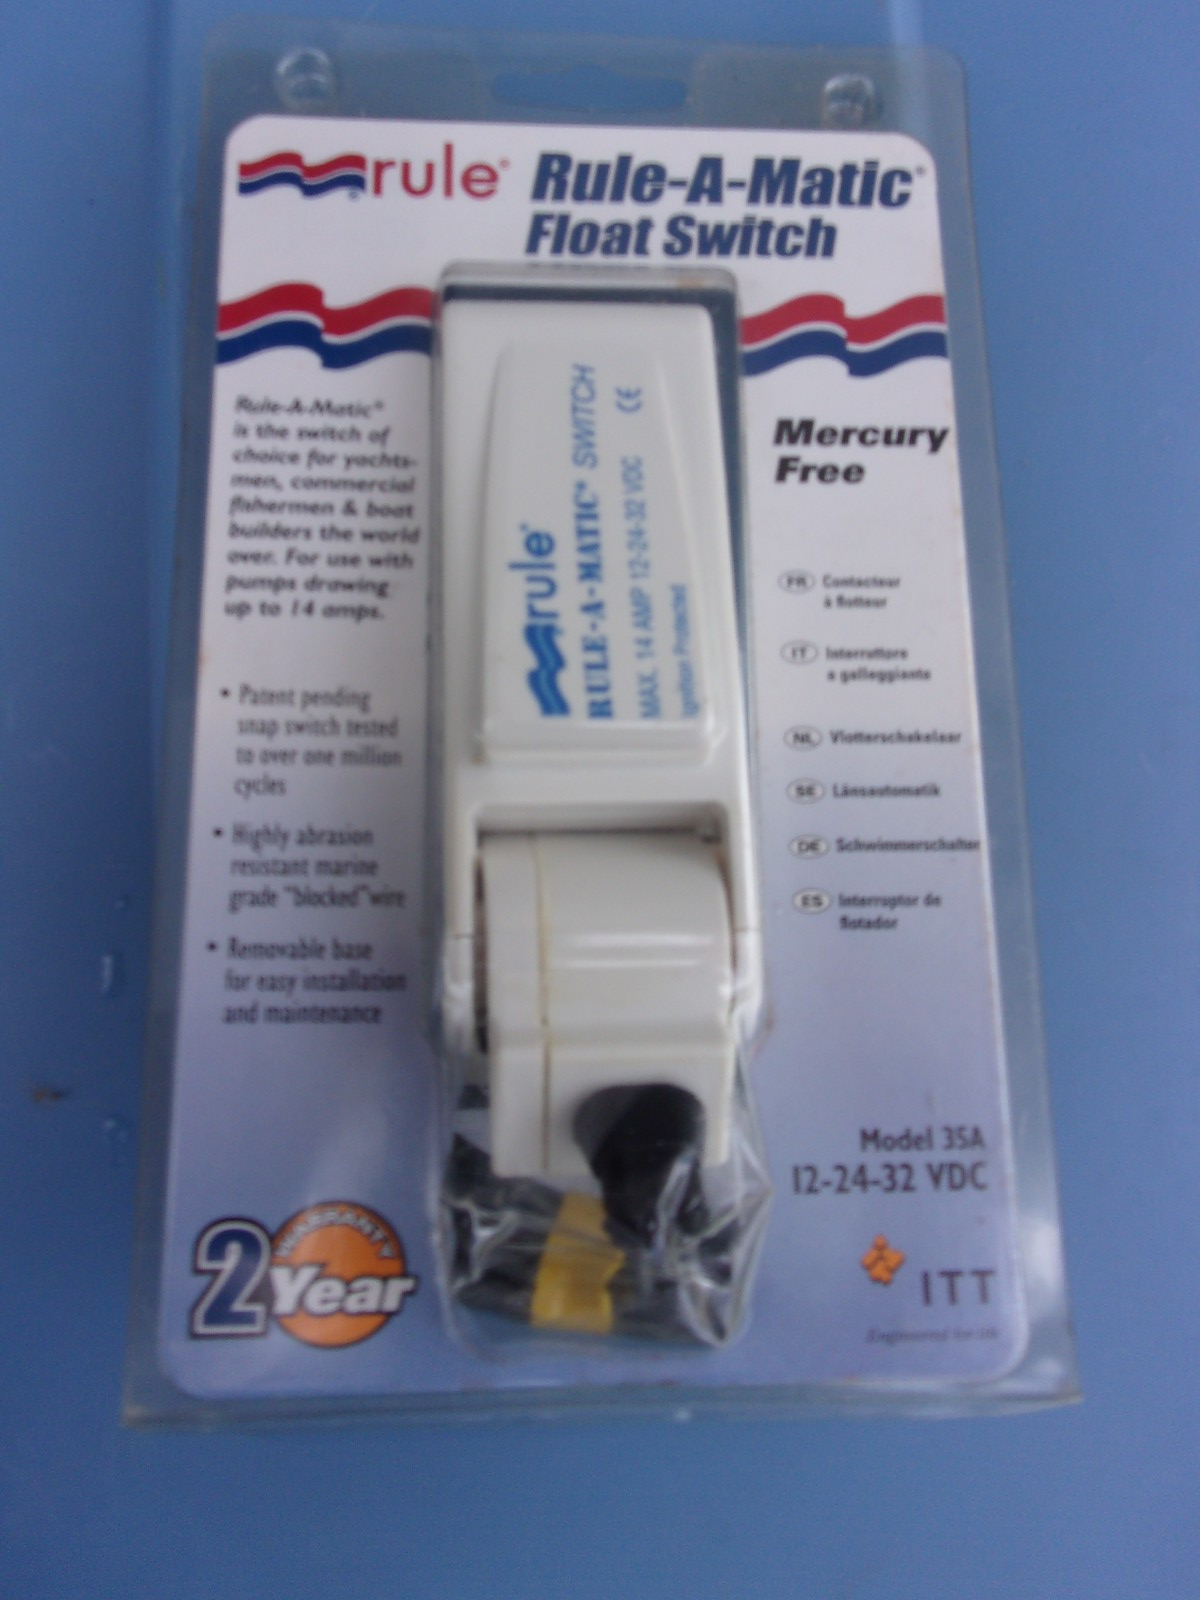 rule®
Rule-A-Matic®
Float Switch
Rule-A-Matic®
is the switch of
choice for yachts-
men, commercial
fishermen & boat
builders the world
over. For use with
pumps drawing
up to 14 amps.
• Patent pending
snap switch tested
to over one million
cycles
• Highly abrasion
resistant marine
grade "blocked" wire
• Removable base
for easy installation
and maintenance
2
WARRANTY
Year
rule®
RULE-A-MATIC® SWITCH
MAX. 14 AMP 12-24-32 VDC CE
Ignition Protected
Mercury
Free
FR Contacteur
à flotteur
IT Interruttore
a galleggiante
NL Vlotterschakelaar
SE Länsautomatik
DE Schwimmerschalter
ES Interruptor de
flotador
Model 35A
12-24-32 VDC
ITT
Engineered for life